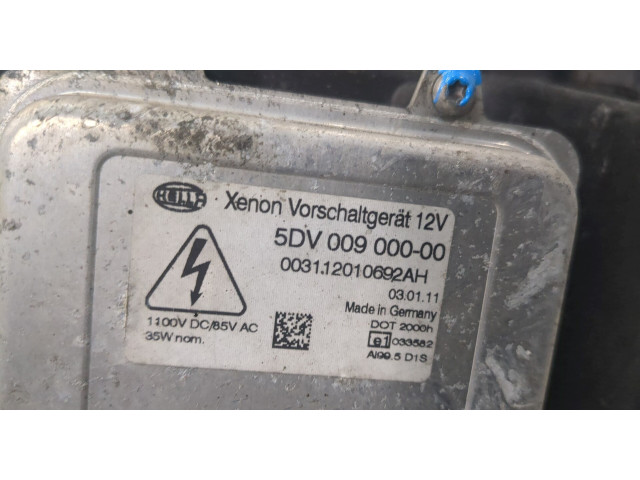 HELLA
Xenon Vorschaltgerät 12V
5DV 009 000-00
0031.12010692AH
03.01.11
Made in Germany
1100V DC/85V AC
35W nom.
DOT 2000h
e1 033582
AI99.5 D1S